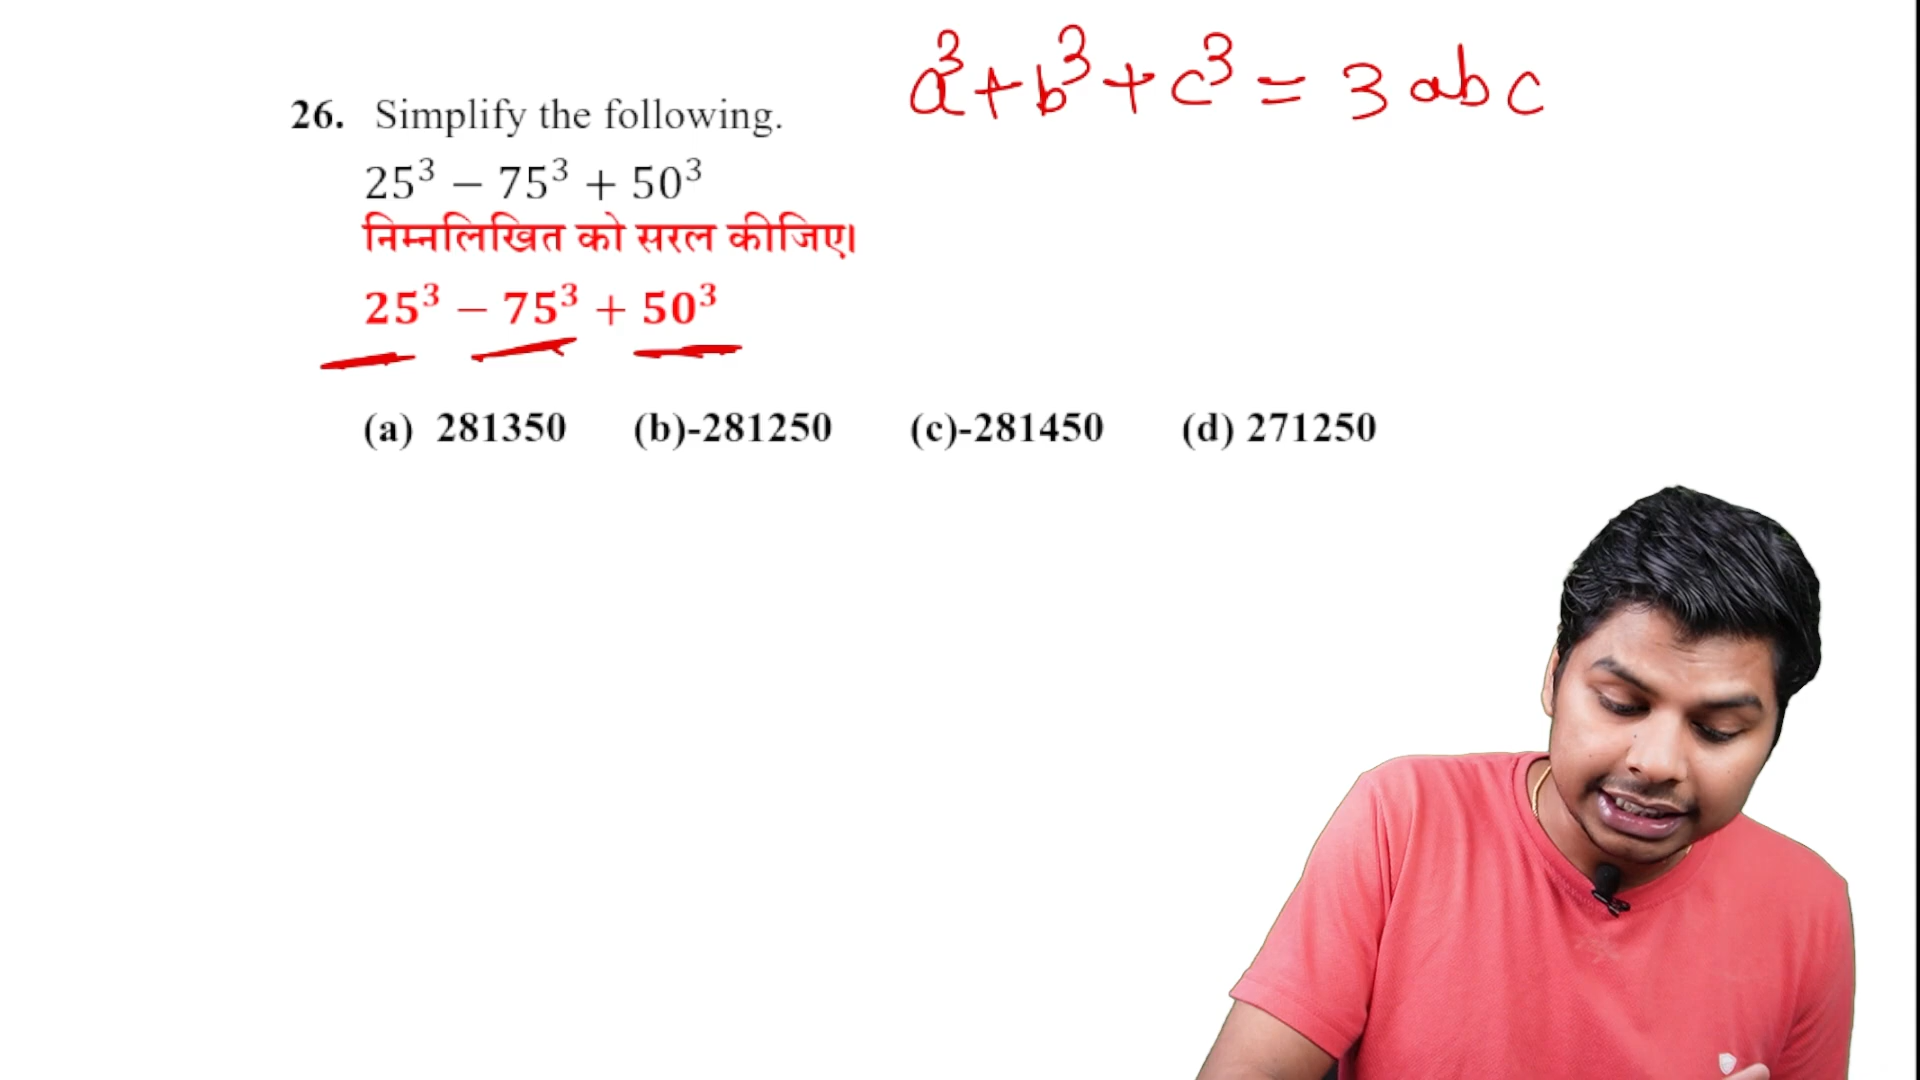 a³+b³+c³=3abc
26. Simplify the following.
25³ − 75³ + 50³
निम्नलिखित को सरल कीजिए।
25³ − 75³ + 50³
(a) 281350 (b)-281250 (c)-281450 (d) 271250